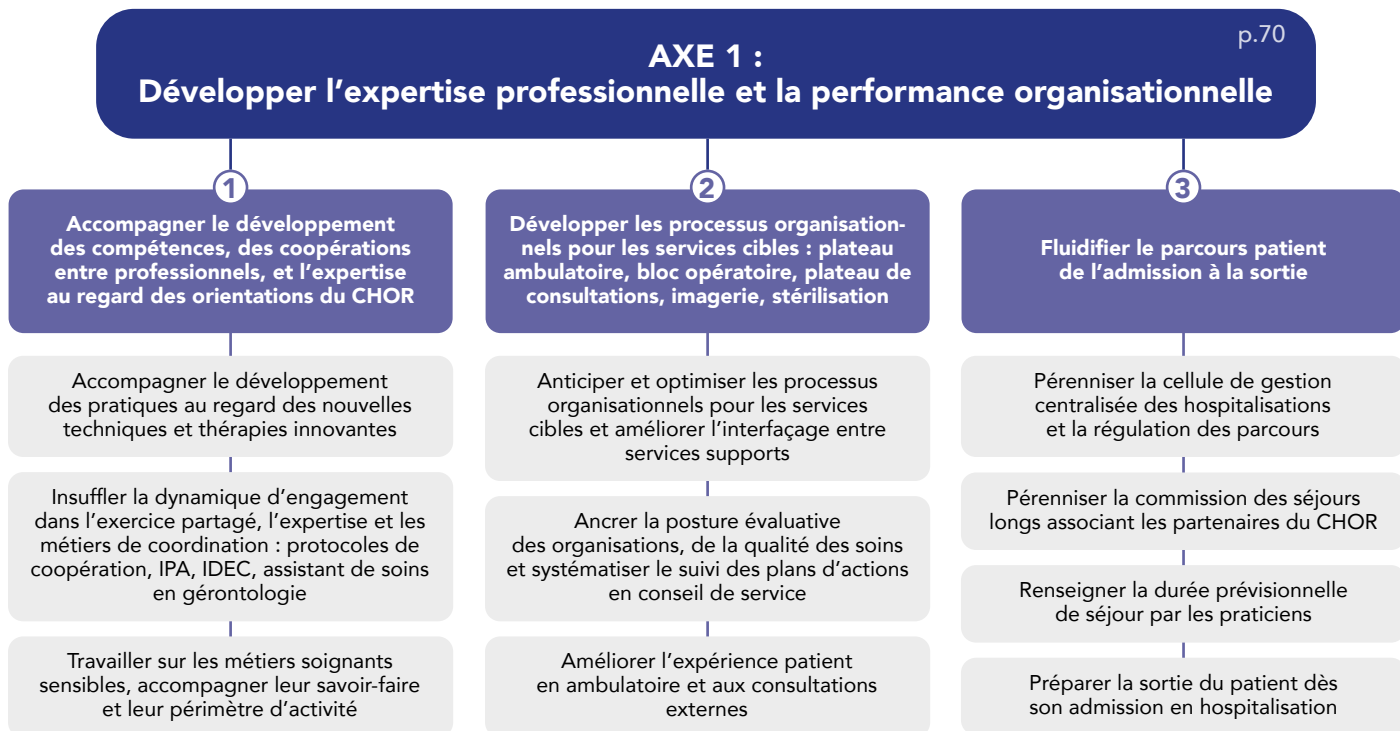 p.70
AXE 1 :
Développer l'expertise professionnelle et la performance organisationnelle
1
Accompagner le développement
des compétences, des coopérations
entre professionnels, et l'expertise
au regard des orientations du CHOR
Accompagner le développement
des pratiques au regard des nouvelles
techniques et thérapies innovantes
Insuffler la dynamique d'engagement
dans l'exercice partagé, l'expertise et les
métiers de coordination : protocoles de
coopération, IPA, IDEC, assistant de soins
en gérontologie
Travailler sur les métiers soignants
sensibles, accompagner leur savoir-faire
et leur périmètre d'activité
2
Développer les processus organisation-
nels pour les services cibles : plateau
ambulatoire, bloc opératoire, plateau de
consultations, imagerie, stérilisation
Anticiper et optimiser les processus
organisationnels pour les services
cibles et améliorer l'interfaçage entre
services supports
Ancrer la posture évaluative
des organisations, de la qualité des soins
et systématiser le suivi des plans d'actions
en conseil de service
Améliorer l'expérience patient
en ambulatoire et aux consultations
externes
3
Fluidifier le parcours patient
de l'admission à la sortie
Pérenniser la cellule de gestion
centralisée des hospitalisations
et la régulation des parcours
Pérenniser la commission des séjours
longs associant les partenaires du CHOR
Renseigner la durée prévisionnelle
de séjour par les praticiens
Préparer la sortie du patient dès
son admission en hospitalisation